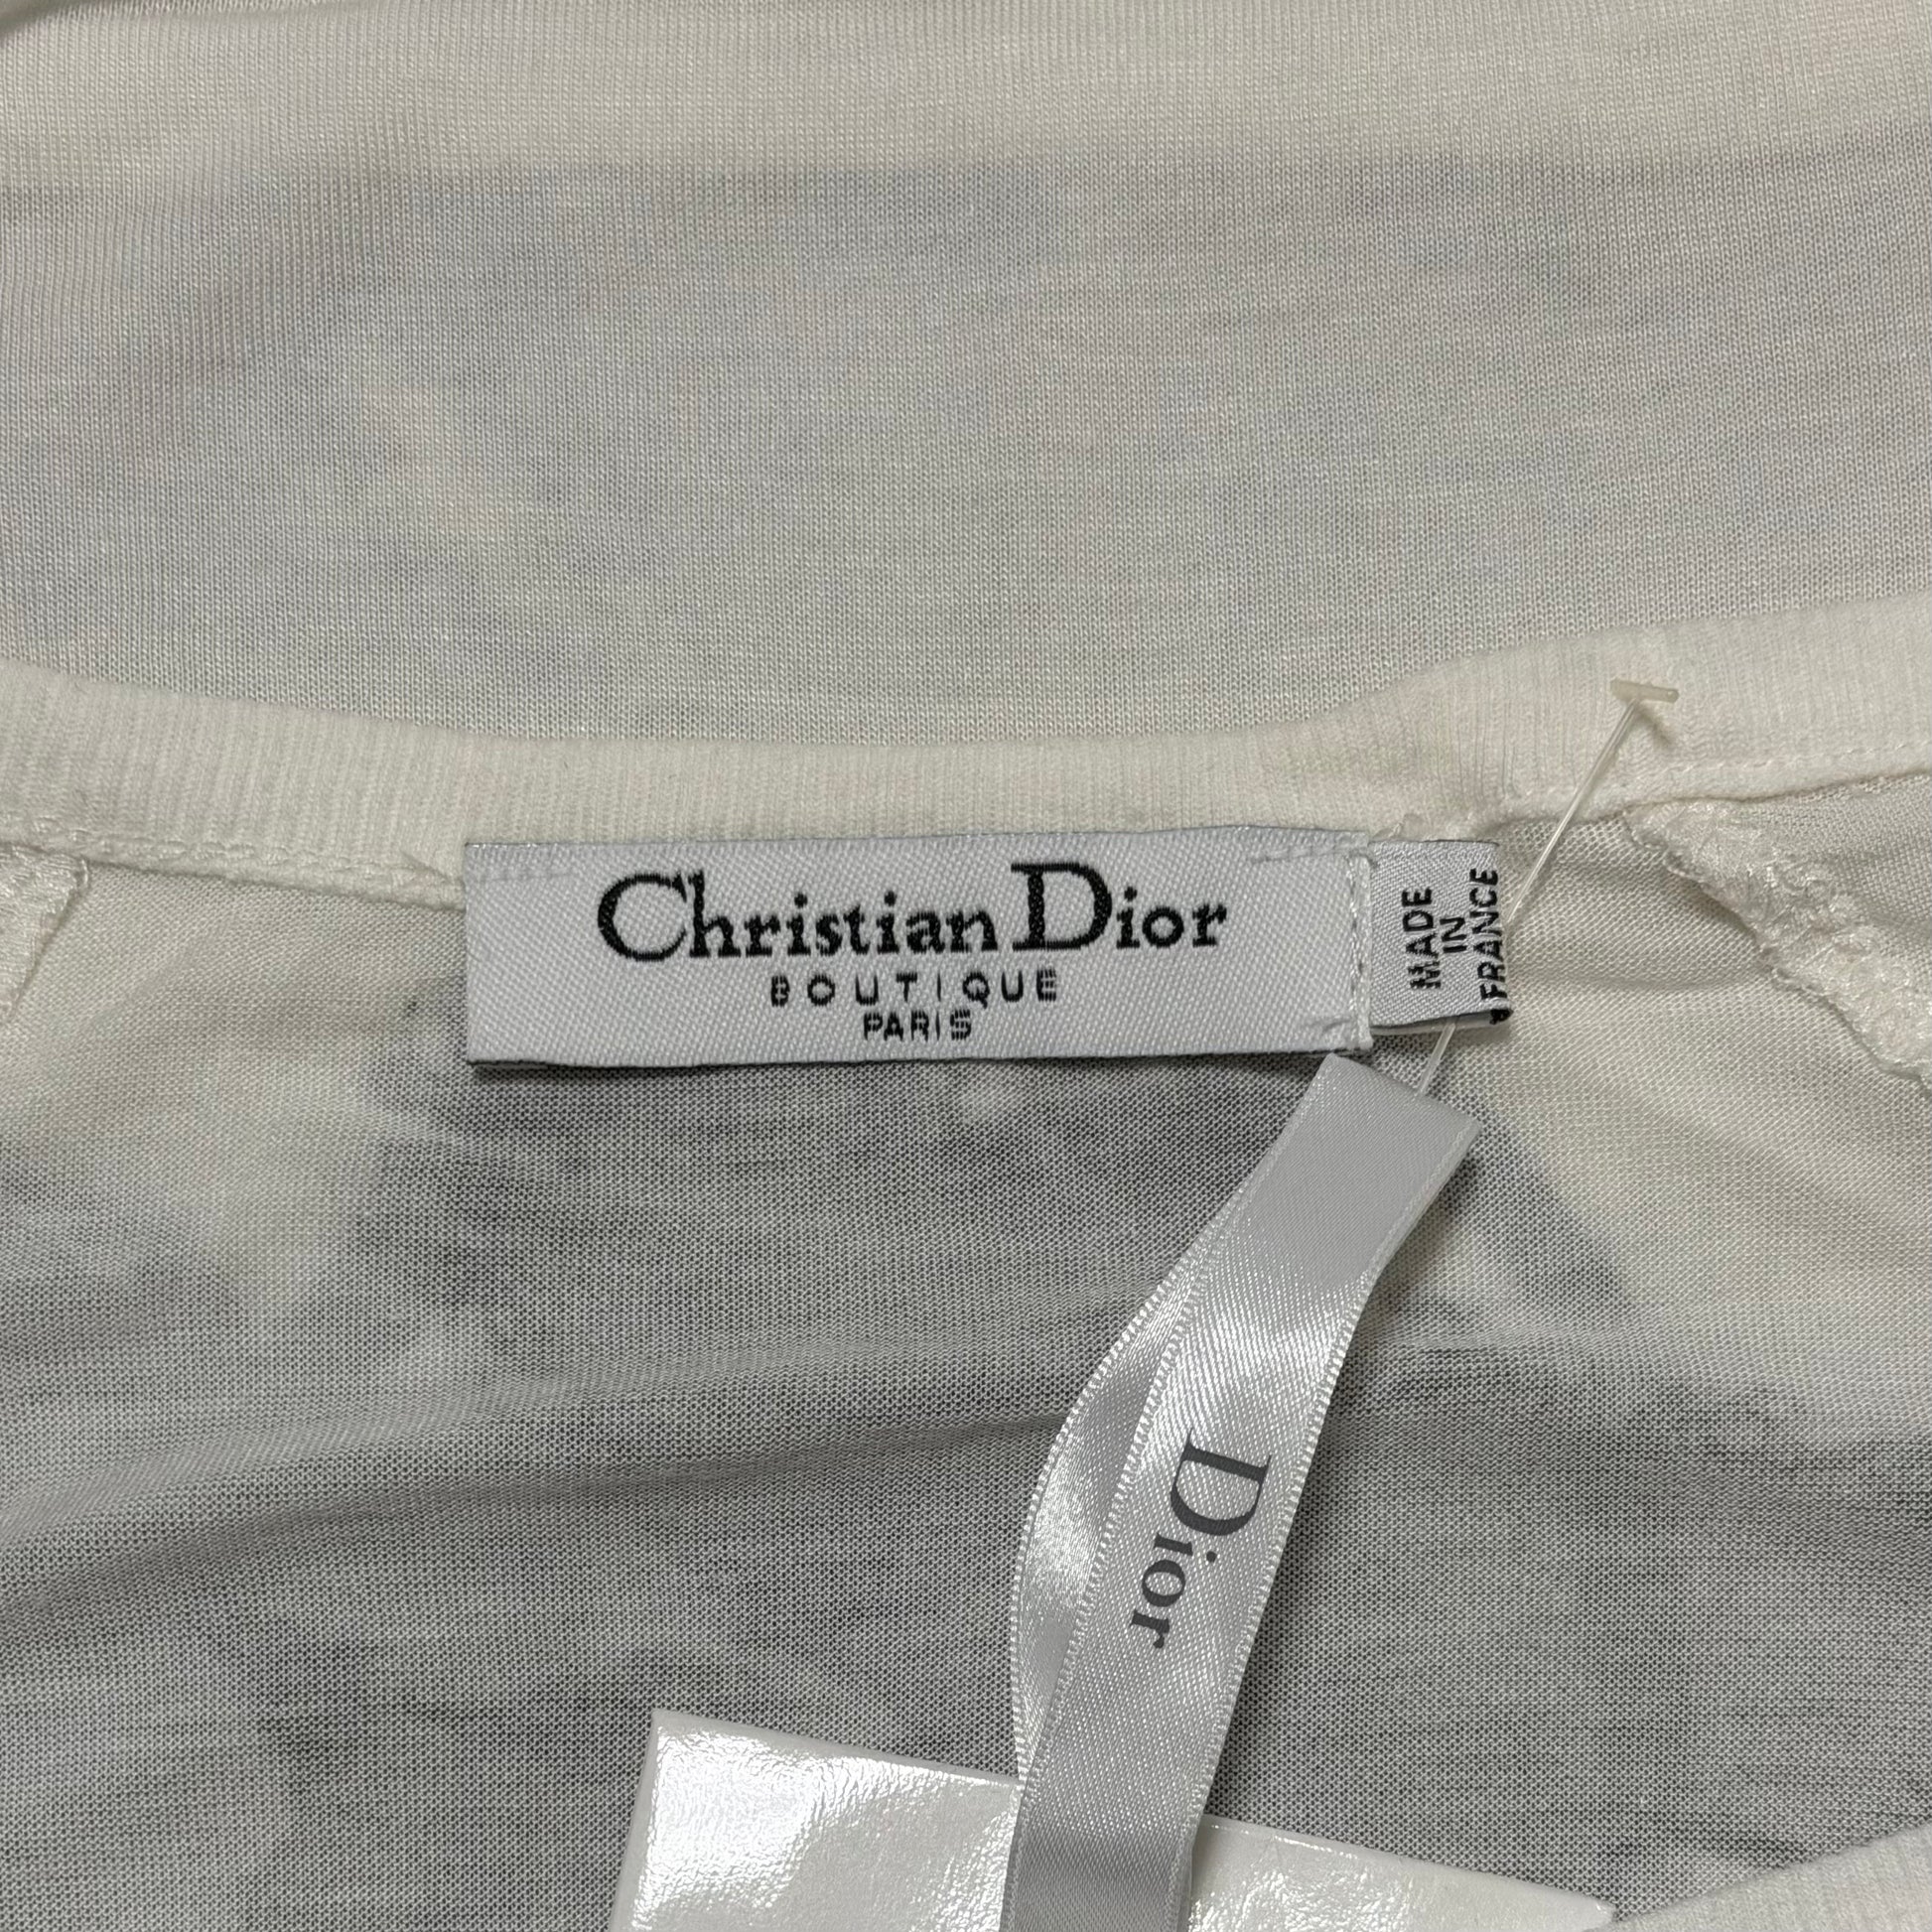 Christian Dior
BOUTIQUE
PARIS
MADE
IN
FRANCE
Dior